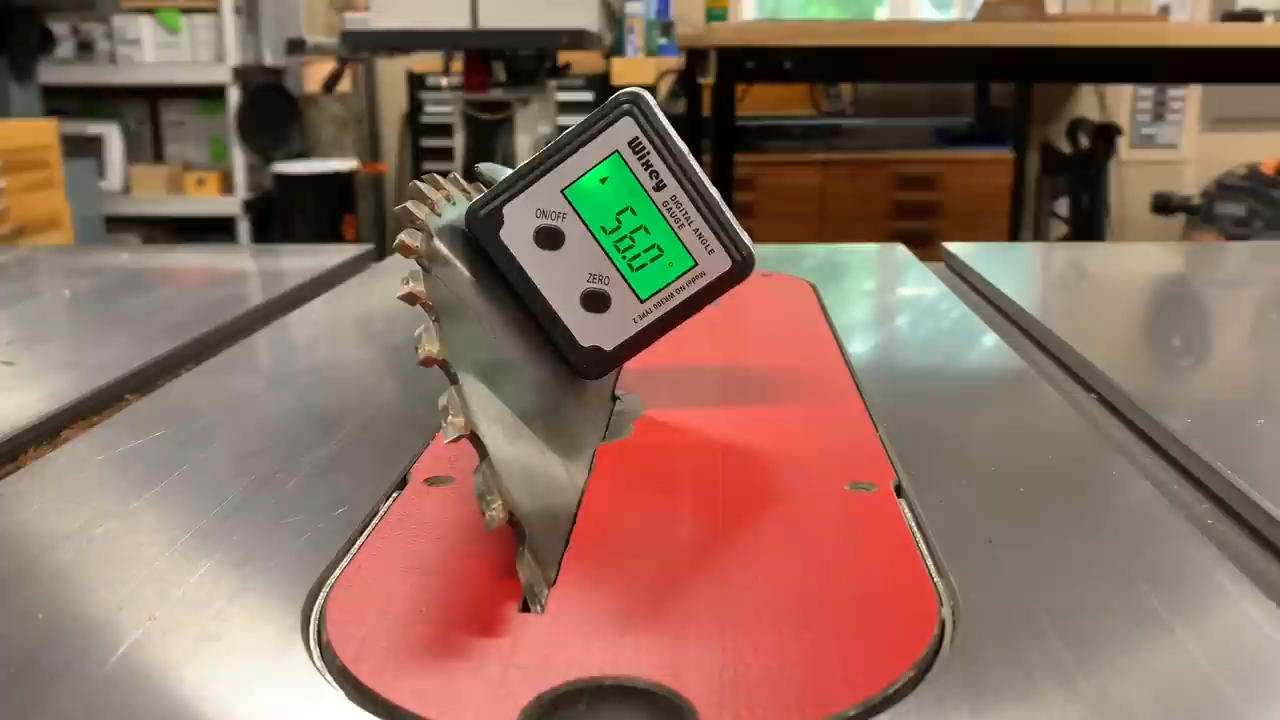 Wixey
DIGITAL ANGLE
GAUGE
ON/OFF
56.0°
ZERO
Model NO.WR300 TYPE 2